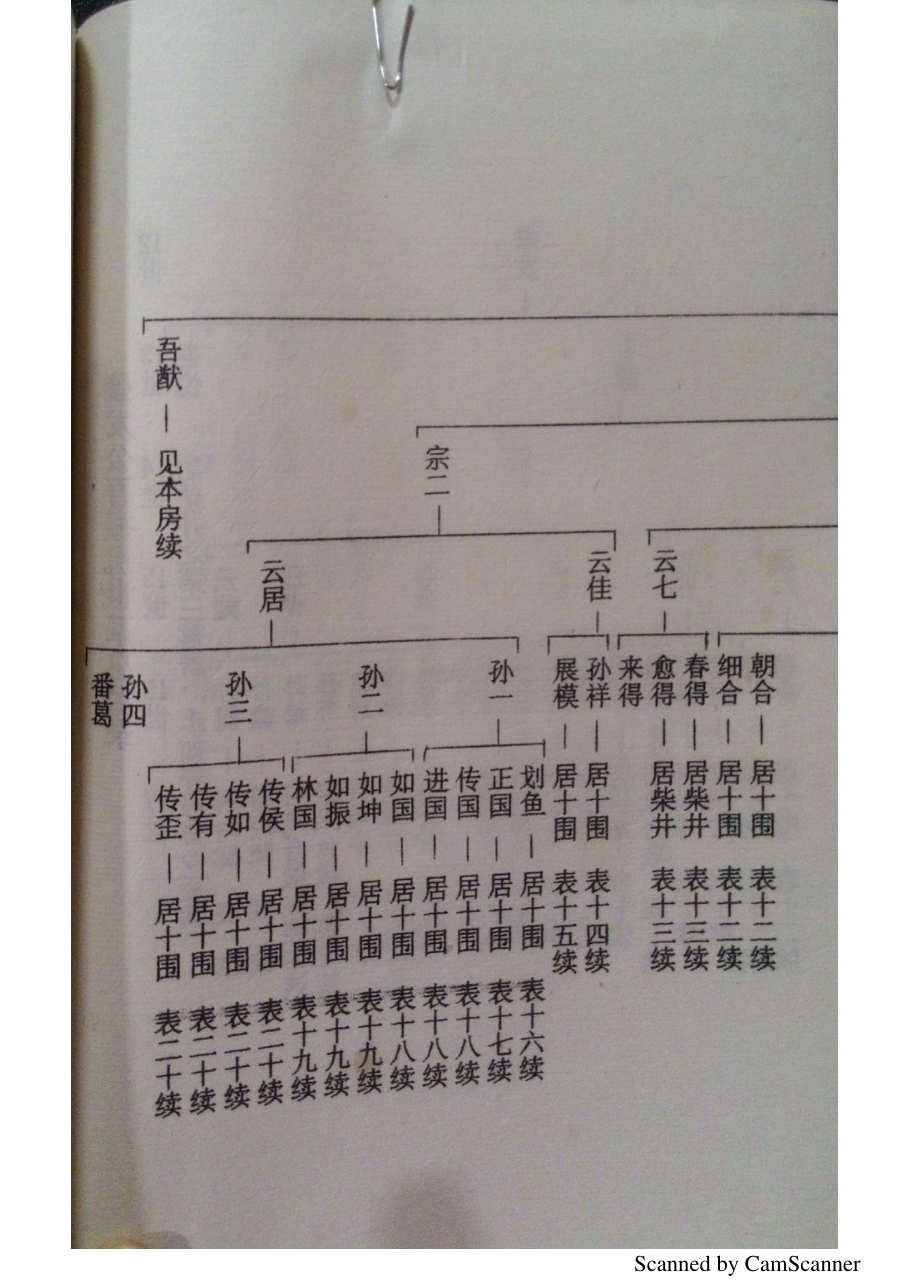 吾猷—见本房续
宗二
云七
云佳
云居
朝合—居十围 表十二续
细合—居十围 表十二续
春得—居柴井 表十三续
愈得—居柴井 表十三续
来得
孙祥—居十围 表十四续
展模—居十围 表十五续
孙一
孙二
孙三
孙四
番葛
划鱼—居十围 表十六续
正国—居十围 表十七续
传国—居十围 表十八续
进国—居十围 表十八续
如国—居十围 表十八续
如坤—居十围 表十九续
如振—居十围 表十九续
林国—居十围 表十九续
传侯—居十围 表二十续
传如—居十围 表二十续
传有—居十围 表二十续
传歪—居十围 表二十续
Scanned by CamScanner